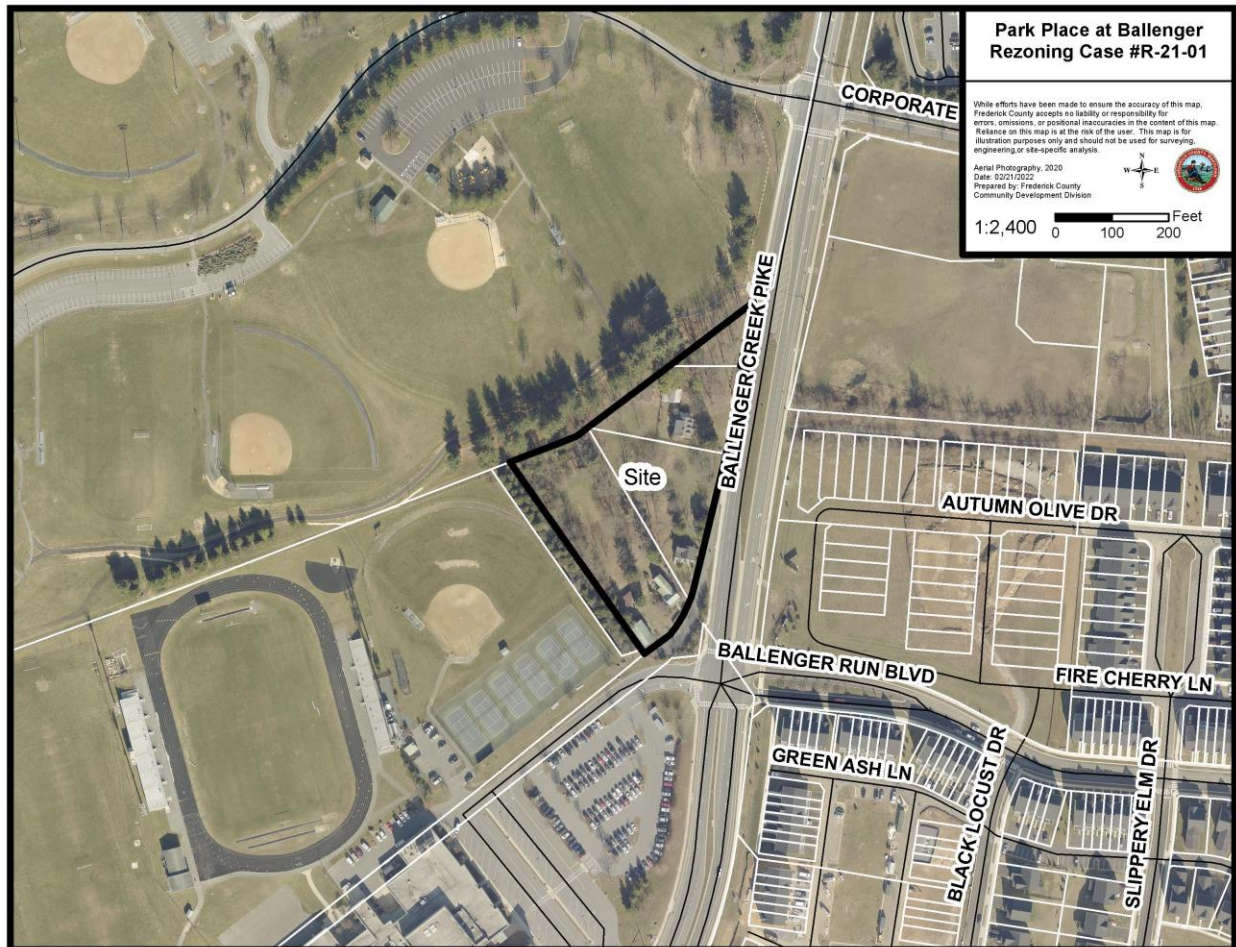 Park Place at Ballenger
Rezoning Case #R-21-01
While efforts have been made to ensure the accuracy of this map,
Frederick County accepts no liability or responsibility for
errors, omissions, or positional inaccuracies in the content of this map.
Reliance on this map is at the risk of the user. This map is for
illustration purposes only and should not be used for surveying,
engineering,or site-specific analysis.
Aerial Photography, 2020
Date: 02/21/2022
Prepared by: Frederick County
Community Development Division
N
W E
S
1:2,400
Feet
0 100 200
CORPORATE
BALLENGER CREEK PIKE
Site
AUTUMN OLIVE DR
BALLENGER RUN BLVD
FIRE CHERRY LN
GREEN ASH LN
BLACK LOCUST DR
SLIPPERY ELM DR